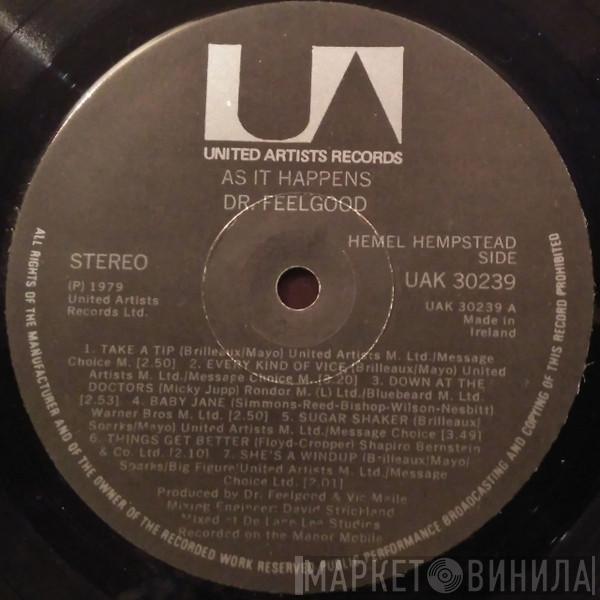 UA
UNITED ARTISTS RECORDS
AS IT HAPPENS
DR. FEELGOOD
STEREO
(P) 1979
United Artists
Records Ltd.
HEMEL HEMPSTEAD
SIDE
UAK 30239
UAK 30239 A
Made in
Ireland
1. TAKE A TIP (Brilleaux/Mayo) United Artists M. Ltd./Message
Choice M. [2.50] 2. EVERY KIND OF VICE (Brilleaux/Mayo) United
Artists M. Ltd./Message Choice M. [3.20] 3. DOWN AT THE
DOCTORS (Micky Jupp) Rondor M. (L) Ltd./Bluebeard M. Ltd.
[2.53] 4. BABY JANE (Simmons-Reed-Bishop-Wilson-Nesbitt)
Warner Bros M. Ltd. [2.50] 5. SUGAR SHAKER (Brilleaux/
Sparks/Mayo) United Artists M. Ltd./Message Choice [3.49]
6. THINGS GET BETTER (Floyd-Cropper) Shapiro Bernstein
& Co. Ltd. [2.10] 7. SHE'S A WINDUP (Brilleaux/Mayo/
Sparks/Big Figure/United Artists M. Ltd./Message
Choice Ltd. [2.01]
Produced by Dr. Feelgood & Vic Maile
Mixing Engineer: David Strickland
Mixed at De Lane Lea Studios
Recorded on the Manor Mobile
ALL RIGHTS OF THE MANUFACTURER AND OF THE OWNER OF THE RECORDED WORK RESERVED PUBLIC PERFORMANCE BROADCASTING AND COPYING OF THIS RECORD PROHIBITED
МАРКЕТ ВИНИЛА